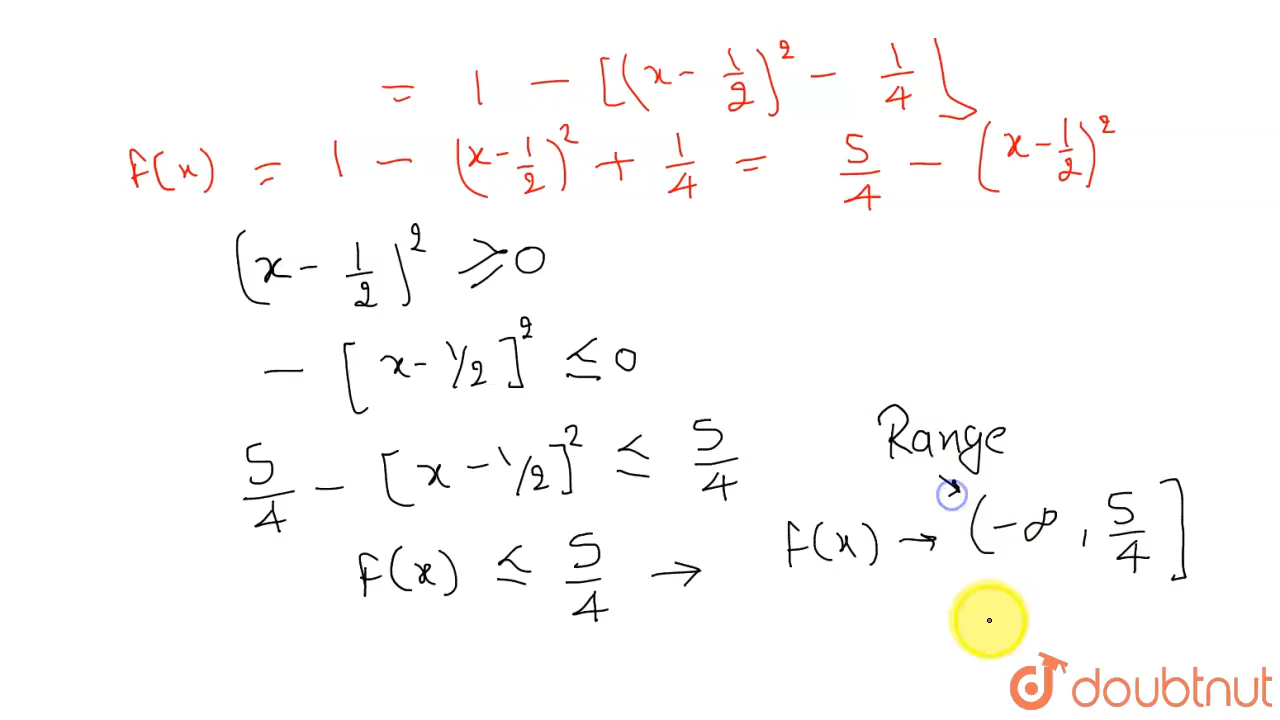 = 1 - [(x - 1/2)² - 1/4]
f(x) = 1 - (x - 1/2)² + 1/4 = 5/4 - (x - 1/2)²
(x - 1/2)² ⩾ 0
- [x - 1/2]² ≤ 0
5/4 - [x - 1/2]² ≤ 5/4
Range
f(x) ≤ 5/4 → f(x) → (-∞, 5/4]
doubtnut